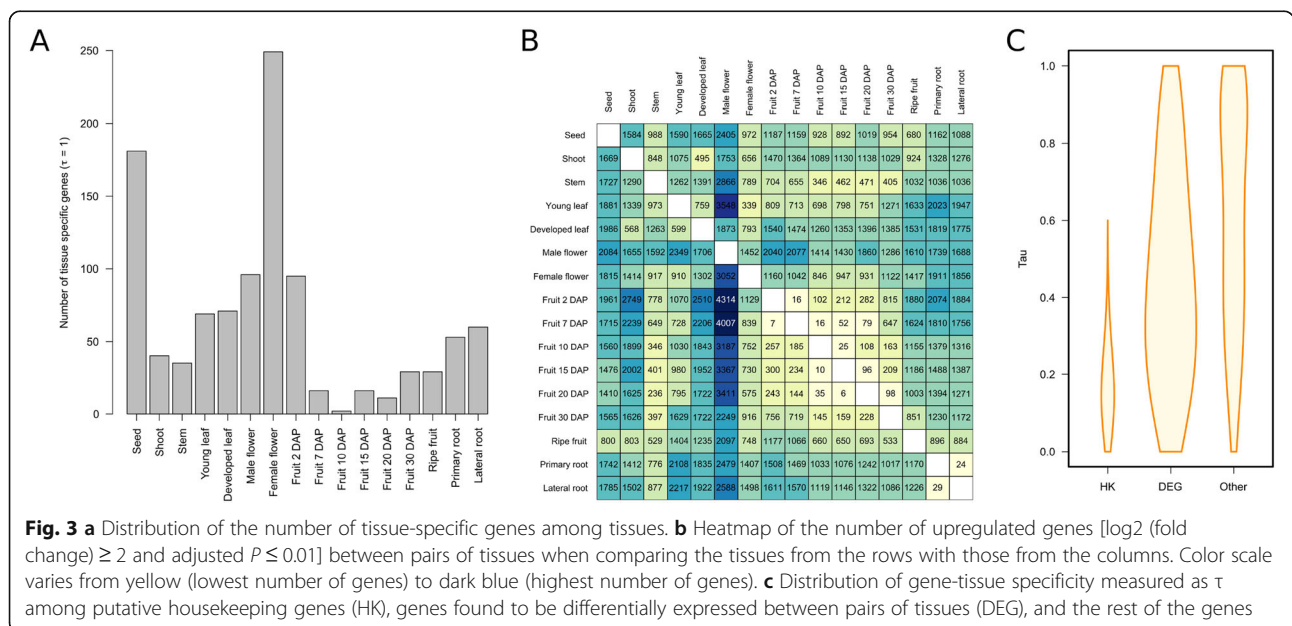 A
Number of tissue specific genes (τ = 1)
250
200
150
100
50
0
Seed
Shoot
Stem
Young leaf
Developed leaf
Male flower
Female flower
Fruit 2 DAP
Fruit 7 DAP
Fruit 10 DAP
Fruit 15 DAP
Fruit 20 DAP
Fruit 30 DAP
Ripe fruit
Primary root
Lateral root
B
Seed Shoot Stem Young leaf Developed leaf Male flower Female flower Fruit 2 DAP Fruit 7 DAP Fruit 10 DAP Fruit 15 DAP Fruit 20 DAP Fruit 30 DAP Ripe fruit Primary root Lateral root
Seed 1584 988 1590 1665 2405 972 1187 1159 928 892 1019 954 680 1162 1088
Shoot 1669 848 1075 495 1753 656 1470 1364 1089 1130 1138 1029 924 1328 1276
Stem 1727 1290 1262 1391 2866 789 704 655 346 462 471 405 1032 1036 1036
Young leaf 1881 1339 973 759 3548 339 809 713 698 798 751 1271 1633 2023 1947
Developed leaf 1986 568 1263 599 1873 793 1540 1474 1260 1353 1396 1385 1531 1819 1775
Male flower 2084 1655 1592 2349 1706 1452 2040 2077 1414 1430 1860 1286 1610 1739 1688
Female flower 1815 1414 917 910 1302 3052 1160 1042 846 947 931 1122 1417 1911 1856
Fruit 2 DAP 1961 2749 778 1070 2510 4314 1129 16 102 212 282 815 1880 2074 1884
Fruit 7 DAP 1715 2239 649 728 2206 4007 839 7 16 52 79 647 1624 1810 1756
Fruit 10 DAP 1560 1899 346 1030 1843 3187 752 257 185 25 108 163 1155 1379 1316
Fruit 15 DAP 1476 2002 401 980 1952 3367 730 300 234 10 96 209 1186 1488 1387
Fruit 20 DAP 1410 1625 236 795 1722 3411 575 243 144 35 6 98 1003 1394 1271
Fruit 30 DAP 1565 1626 397 1629 1722 2249 916 756 719 145 159 228 851 1230 1172
Ripe fruit 800 803 529 1404 1235 2097 748 1177 1066 660 650 693 533 896 884
Primary root 1742 1412 776 2108 1835 2479 1407 1508 1469 1033 1076 1242 1017 1170 24
Lateral root 1785 1502 877 2217 1922 2588 1498 1611 1570 1119 1146 1322 1086 1226 29
C
Tau
1.0
0.8
0.6
0.4
0.2
0.0
HK DEG Other
Fig. 3 a Distribution of the number of tissue-specific genes among tissues. b Heatmap of the number of upregulated genes [log2 (fold
change) ≥ 2 and adjusted P ≤ 0.01] between pairs of tissues when comparing the tissues from the rows with those from the columns. Color scale
varies from yellow (lowest number of genes) to dark blue (highest number of genes). c Distribution of gene-tissue specificity measured as τ
among putative housekeeping genes (HK), genes found to be differentially expressed between pairs of tissues (DEG), and the rest of the genes